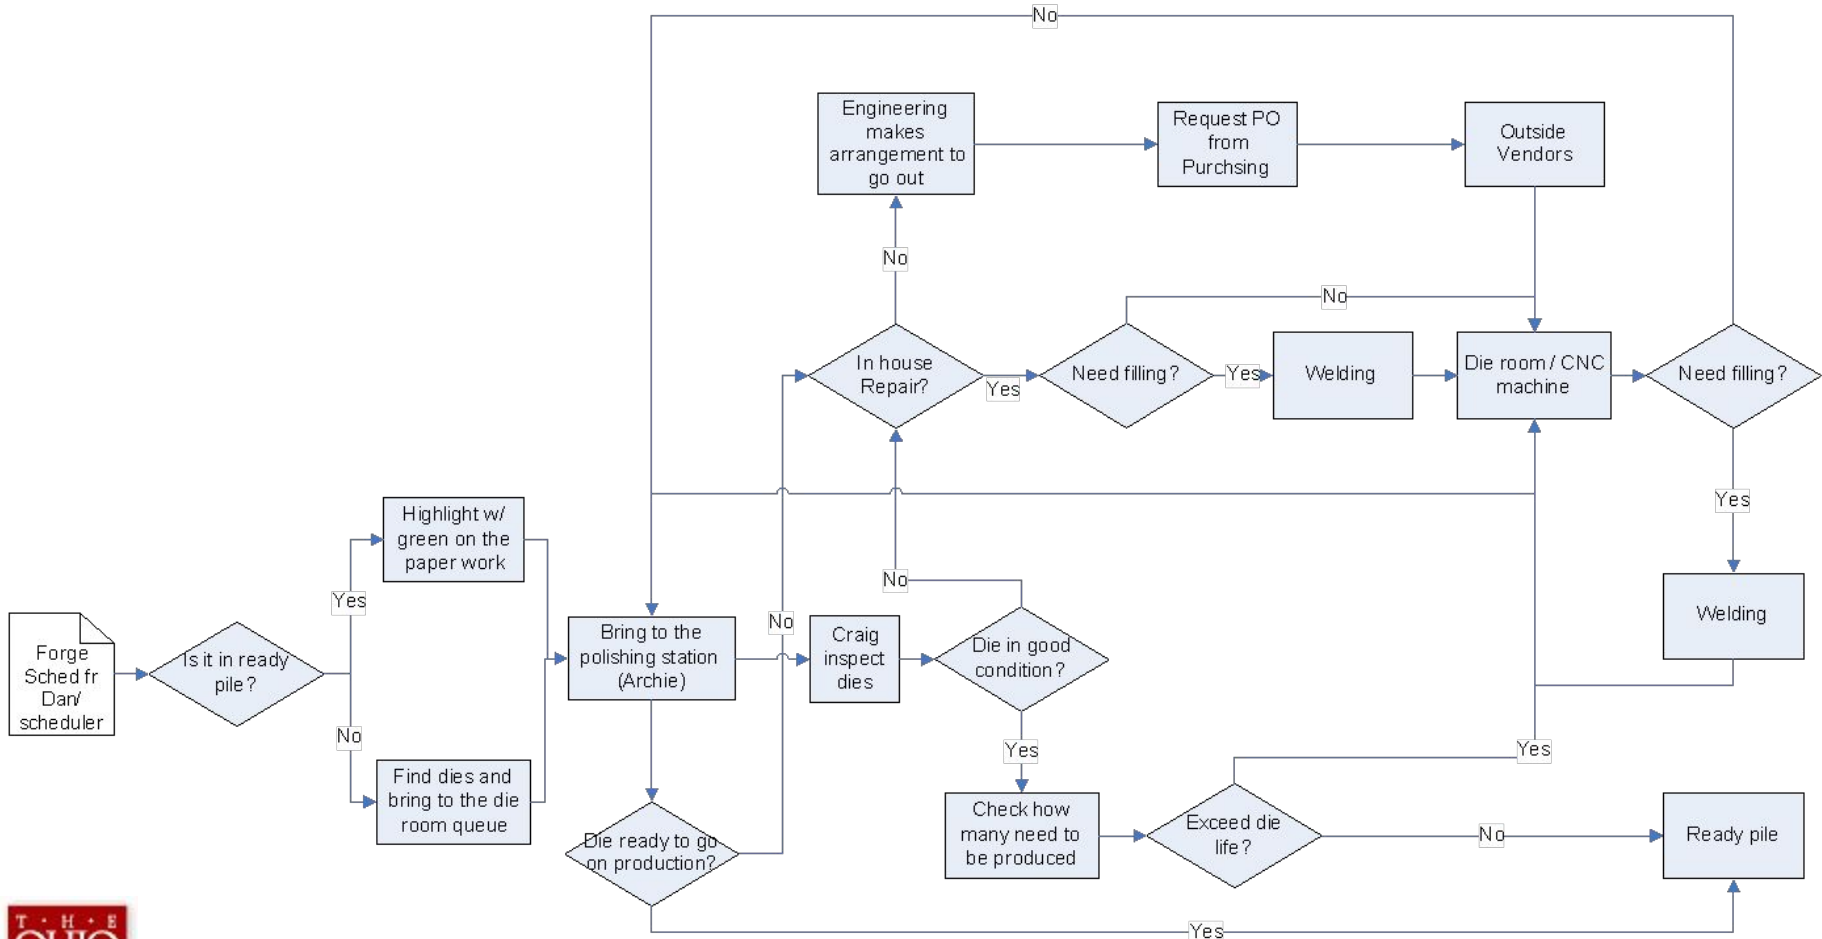 No
Engineering
makes
arrangement to
go out
Request PO
from
Purchsing
Outside
Vendors
No
No
In house
Repair?
Yes
Need filling?
Yes
Welding
Die room / CNC
machine
Need filling?
Yes
Highlight w/
green on the
paper work
Yes
No
No
Forge
Sched fr
Dan/
scheduler
Is it in ready
pile?
Bring to the
polishing station
(Archie)
Craig
inspect
dies
Die in good
condition?
Welding
No
Yes
Yes
Find dies and
bring to the die
room queue
Die ready to go
on production?
Check how
many need to
be produced
Exceed die
life?
No
Ready pile
Yes
T · H · E
OHIO